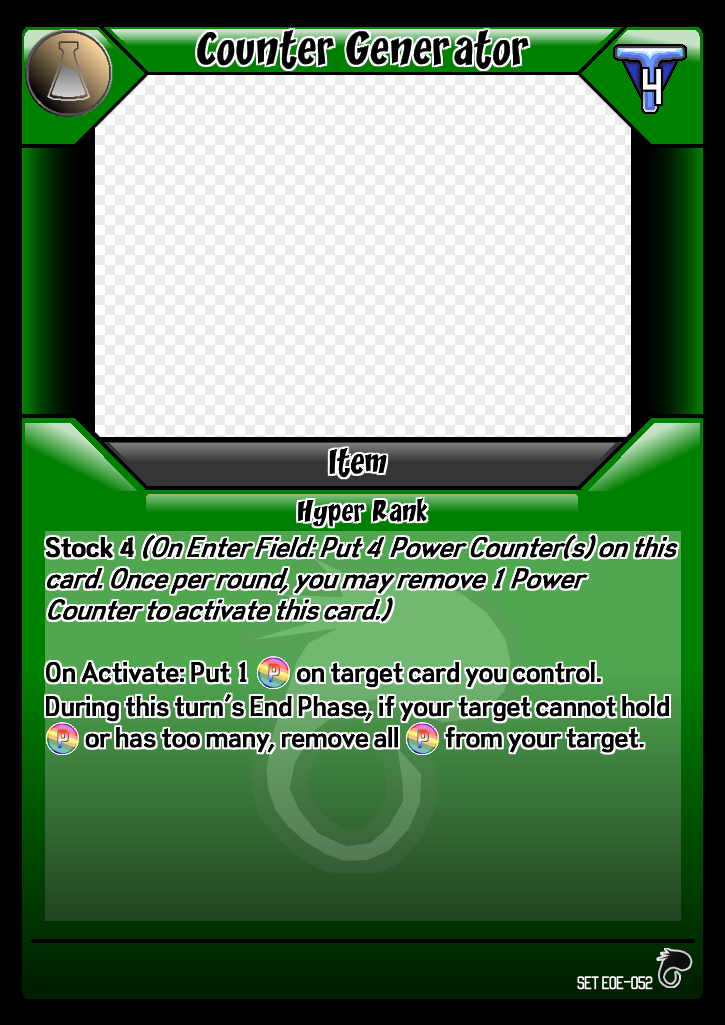 Counter Generator
T
4
Item
Hyper Rank
Stock 4 (On Enter Field: Put 4 Power Counter(s) on this
card. Once per round, you may remove 1 Power
Counter to activate this card.)
On Activate: Put 1 P on target card you control.
During this turn's End Phase, if your target cannot hold
P or has too many, remove all P from your target.
SET EOE-052